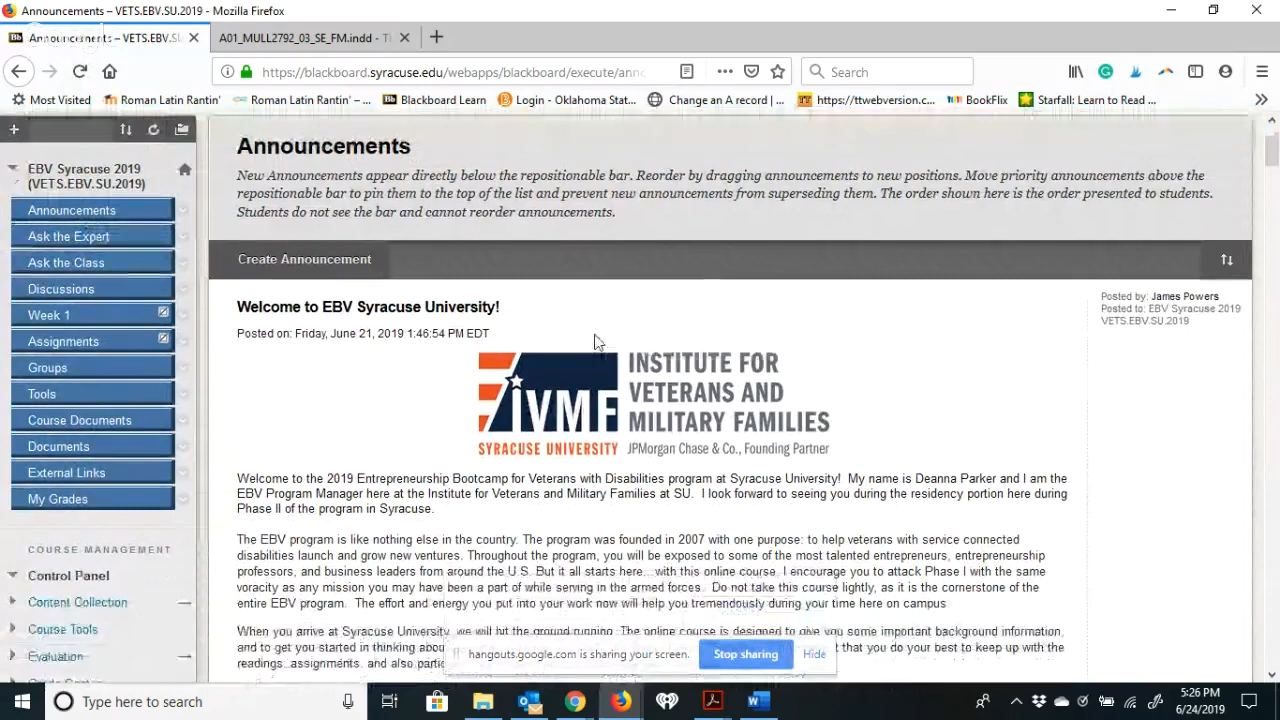 Announcements – VETS.EBV.SU.2019 - Mozilla Firefox
Announcements – VETS.EBV.SU
A01_MULL2792_03_SE_FM.indd - T
https://blackboard.syracuse.edu/webapps/blackboard/execute/anno
Search
Most Visited
Roman Latin Rantin'
Roman Latin Rantin' – ...
Blackboard Learn
Login - Oklahoma Stat...
Change an A record | ...
https://ttwebversion.c...
BookFlix
Starfall: Learn to Read ...
EBV Syracuse 2019
(VETS.EBV.SU.2019)
Announcements
Ask the Expert
Ask the Class
Discussions
Week 1
Assignments
Groups
Tools
Course Documents
Documents
External Links
My Grades
COURSE MANAGEMENT
Control Panel
Content Collection
Course Tools
Evaluation
Announcements
New Announcements appear directly below the repositionable bar. Reorder by dragging announcements to new positions. Move priority announcements above the
repositionable bar to pin them to the top of the list and prevent new announcements from superseding them. The order shown here is the order presented to students.
Students do not see the bar and cannot reorder announcements.
Create Announcement
Welcome to EBV Syracuse University!
Posted on: Friday, June 21, 2019 1:46:54 PM EDT
Posted by: James Powers
Posted to: EBV Syracuse 2019
VETS.EBV.SU.2019
IVMF
SYRACUSE UNIVERSITY
INSTITUTE FOR
VETERANS AND
MILITARY FAMILIES
JPMorgan Chase & Co., Founding Partner
Welcome to the 2019 Entrepreneurship Bootcamp for Veterans with Disabilities program at Syracuse University! My name is Deanna Parker and I am the
EBV Program Manager here at the Institute for Veterans and Military Families at SU. I look forward to seeing you during the residency portion here during
Phase II of the program in Syracuse.
The EBV program is like nothing else in the country. The program was founded in 2007 with one purpose: to help veterans with service connected
disabilities launch and grow new ventures. Throughout the program, you will be exposed to some of the most talented entrepreneurs, entrepreneurship
professors, and business leaders from around the U.S. But it all starts here...with this online course. I encourage you to attack Phase I with the same
voracity as any mission you may have been a part of while serving in the armed forces. Do not take this course lightly, as it is the cornerstone of the
entire EBV program. The effort and energy you put into your work now will help you tremendously during your time here on campus
When you arrive at Syracuse University, we will hit the ground running. The online course is designed to give you some important background information,
and to get you started in thinking abou t that you do your best to keep up with the
readings, assignments, and also parti
hangouts.google.com is sharing your screen.
Stop sharing
Hide
Type here to search
5:26 PM
6/24/2019